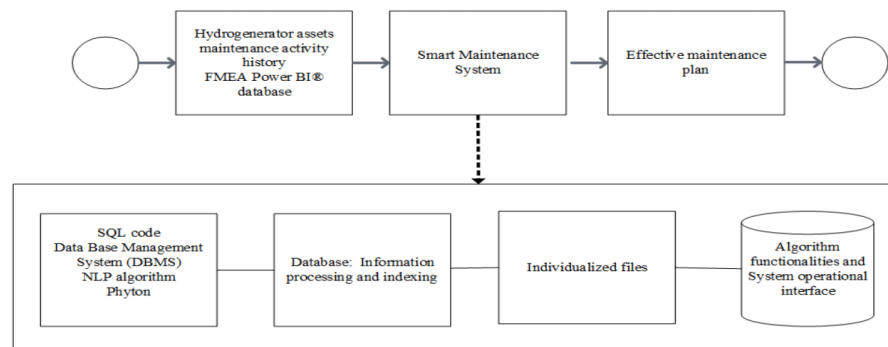 Hydrogenerator assets
maintenance activity
history
FMEA Power BI®
database
Smart Maintenance
System
Effective maintenance
plan
SQL code
Data Base Management
System (DBMS)
NLP algorithm
Phyton
Database: Information
processing and indexing
Individualized files
Algorithm
functionalities and
System operational
interface